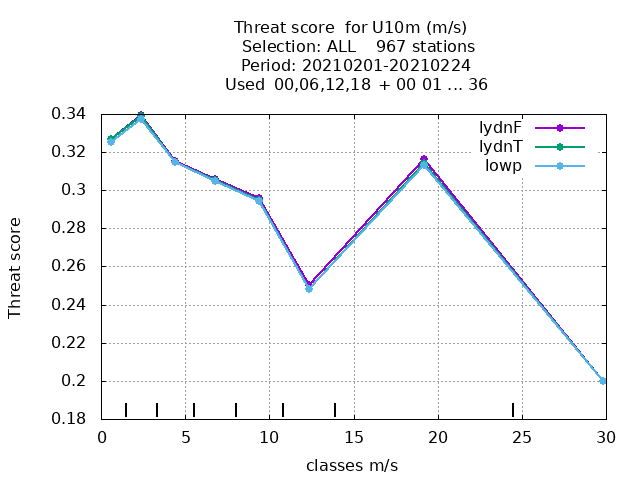 Threat score  for U10m (m/s)
Selection: ALL    967 stations
Period: 20210201-20210224
Used  00,06,12,18  + 00 01 ... 36
lydnF
lydnT
lowp
Threat score
0.34
0.32
0.3
0.28
0.26
0.24
0.22
0.2
0.18
0 5 10 15 20 25 30
classes m/s